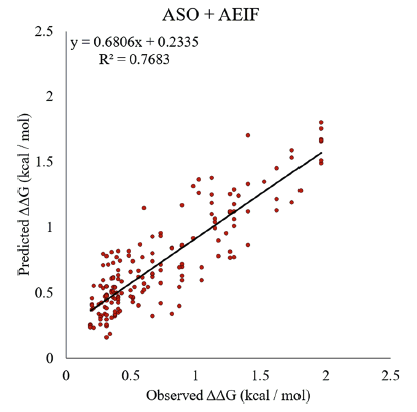 ASO + AEIF
y = 0.6806x + 0.2335
R² = 0.7683
Predicted ΔΔG (kcal / mol)
2.5
2
1.5
1
0.5
0
0 0.5 1 1.5 2 2.5
Observed ΔΔG (kcal / mol)